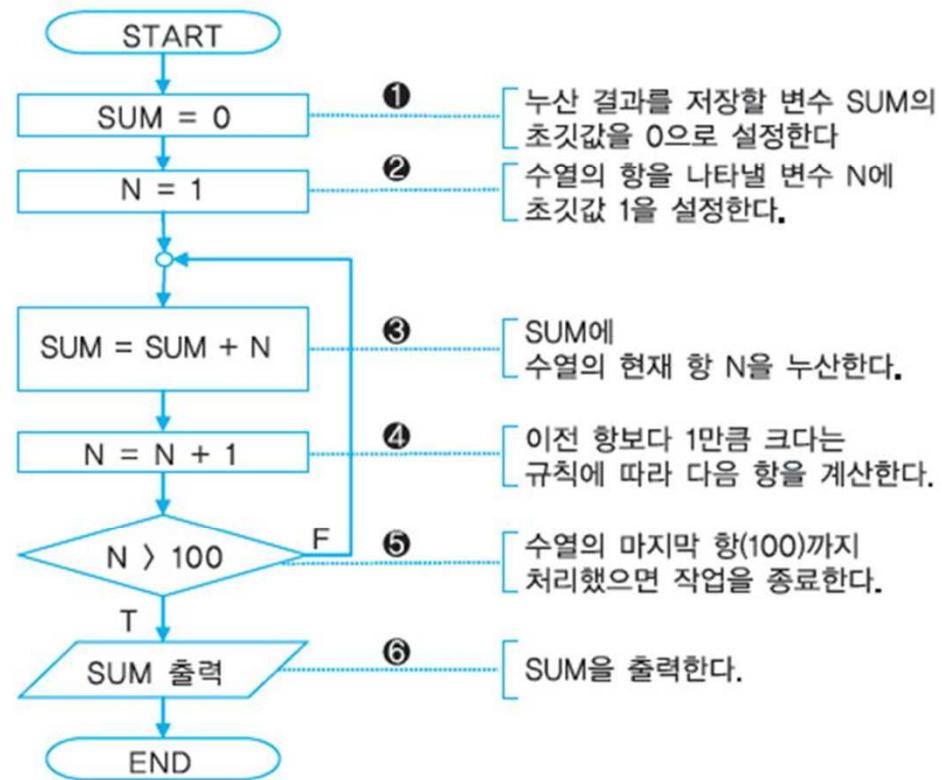 START
SUM = 0
❶
누산 결과를 저장할 변수 SUM의
초깃값을 0으로 설정한다
N = 1
❷
수열의 항을 나타낼 변수 N에
초깃값 1을 설정한다.
SUM = SUM + N
❸
SUM에
수열의 현재 항 N을 누산한다.
N = N + 1
❹
이전 항보다 1만큼 크다는
규칙에 따라 다음 항을 계산한다.
N > 100
F
❺
수열의 마지막 항(100)까지
처리했으면 작업을 종료한다.
T
SUM 출력
❻
SUM을 출력한다.
END